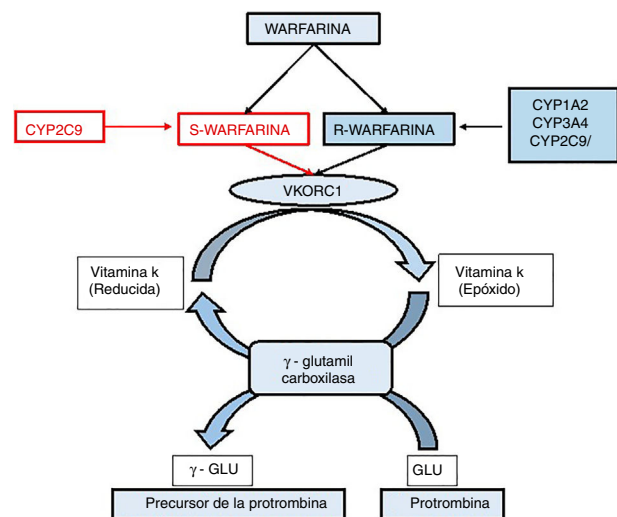 WARFARINA
CYP2C9
S-WARFARINA
R-WARFARINA
CYP1A2
CYP3A4
CYP2C9/
VKORC1
Vitamina k
(Reducida)
Vitamina k
(Epóxido)
γ - glutamil
carboxilasa
γ - GLU
GLU
Precursor de la protrombina
Protrombina